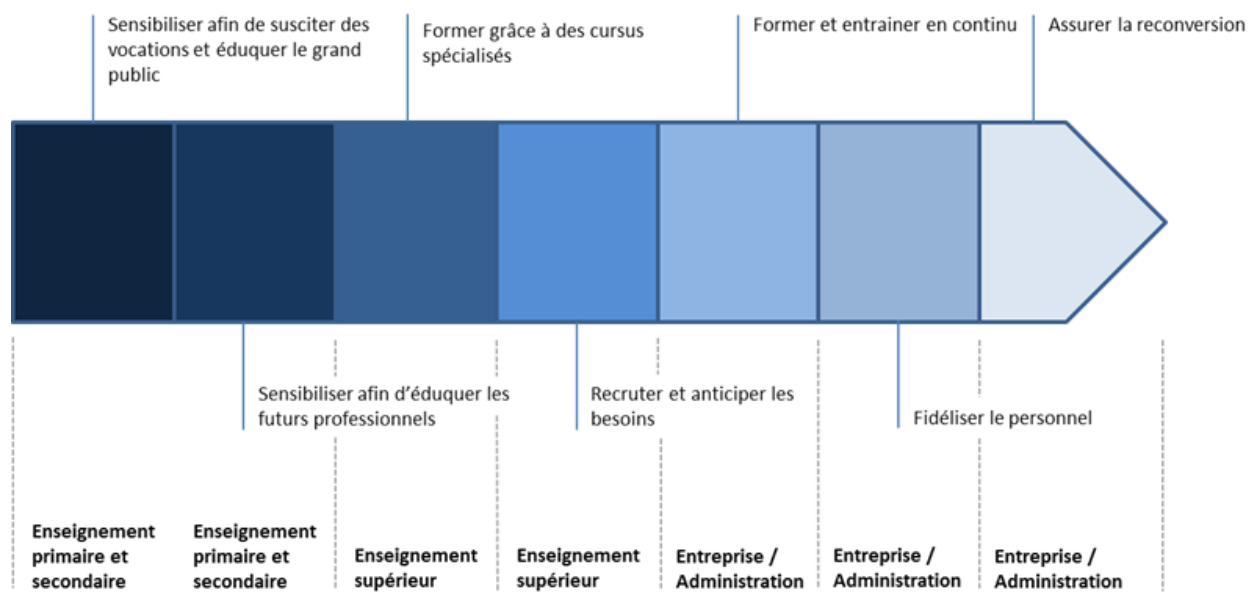 Sensibiliser afin de susciter des
vocations et éduquer le grand
public
Former grâce à des cursus
spécialisés
Former et entrainer en continu
Assurer la reconversion
Sensibiliser afin d’éduquer les
futurs professionnels
Recruter et anticiper les
besoins
Fidéliser le personnel
Enseignement
primaire et
secondaire
Enseignement
primaire et
secondaire
Enseignement
supérieur
Enseignement
supérieur
Entreprise /
Administration
Entreprise /
Administration
Entreprise /
Administration